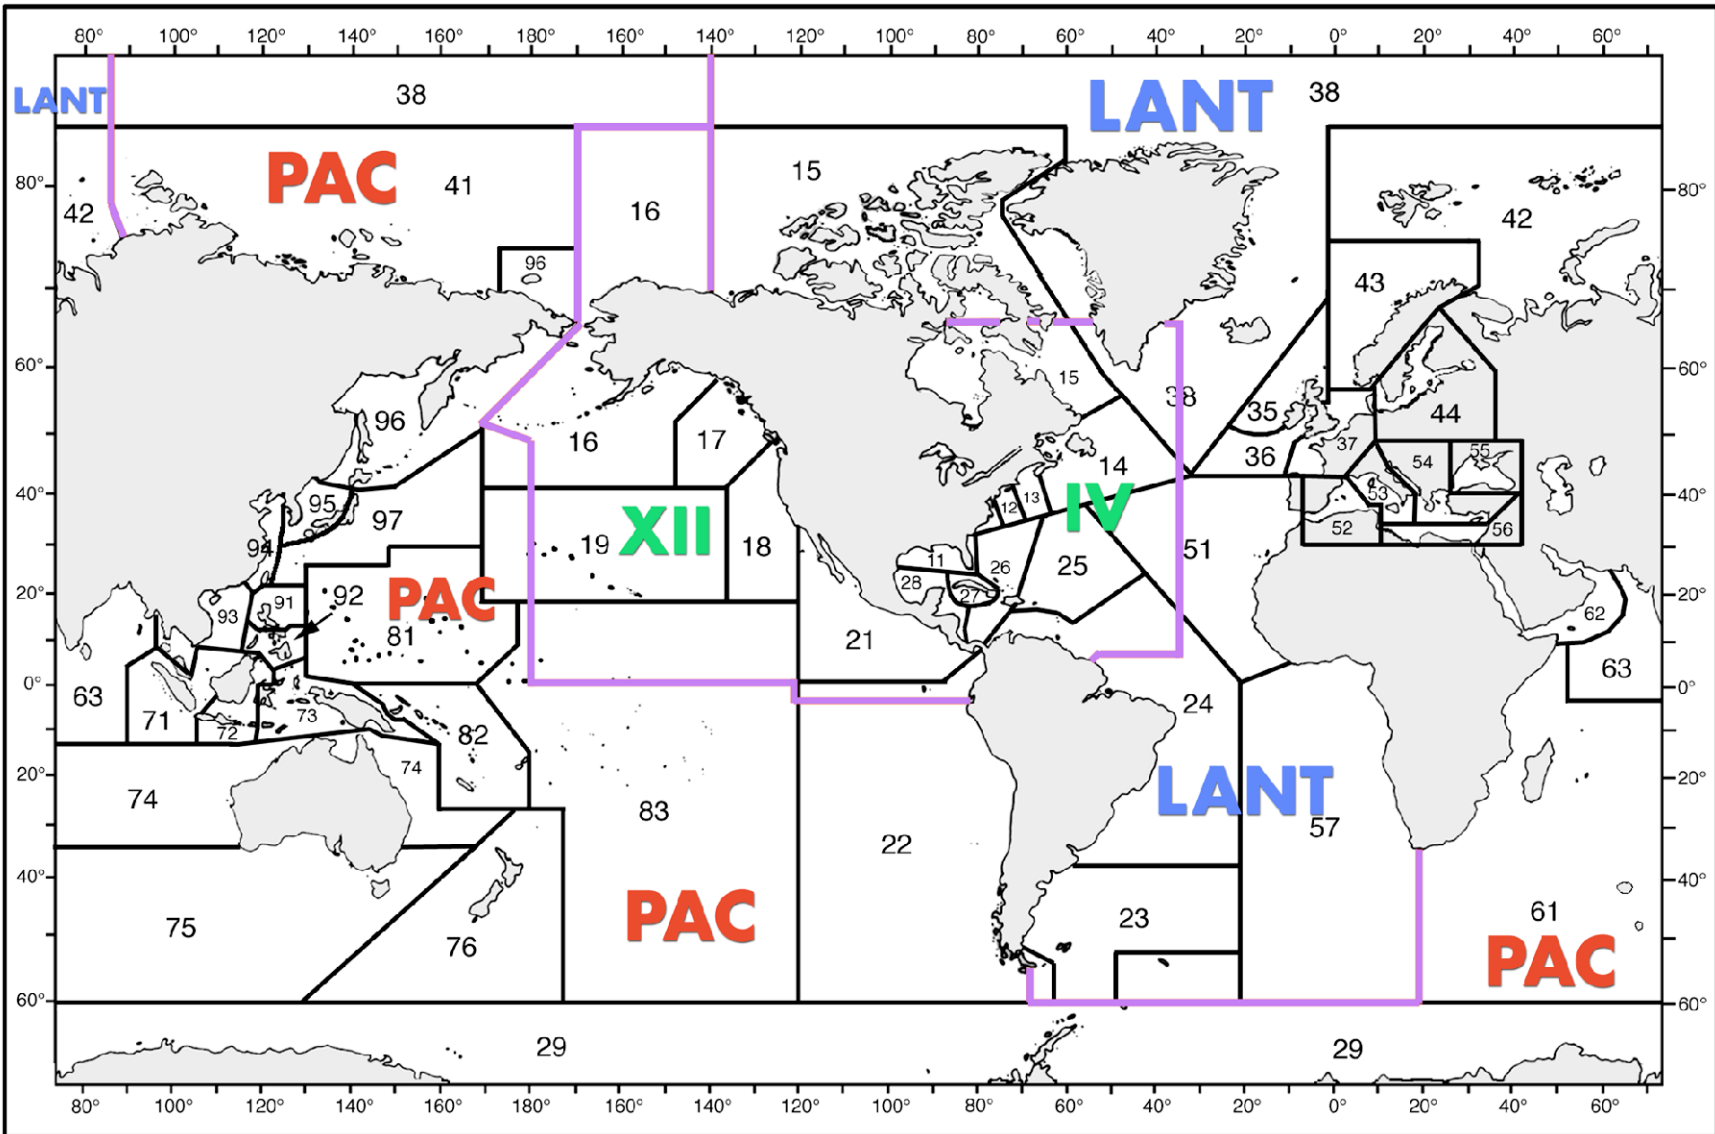 80° 100° 120° 140° 160° 180° 160° 140° 120° 100° 80° 60° 40° 20° 0° 20° 40° 60°
LANT 38 LANT 38
PAC 41 15
80° 42 16 42 80°
96 43
60° 15 60°
96 16 17 38 35 44
36 37 54 55
40° 95 97 14 IV 53 40°
94 19 XII 18 12 13 52 56
11 26 25 51
20° 93 91 92 PAC 28 27 62 20°
81 21
0° 63 63 0°
71 72 73 82 24
20° 74 74 LANT 20°
83 57
22
40° 40°
75 76 PAC 23 61
PAC
60° 60°
29 29
80° 100° 120° 140° 160° 180° 160° 140° 120° 100° 80° 60° 40° 20° 0° 20° 40° 60°